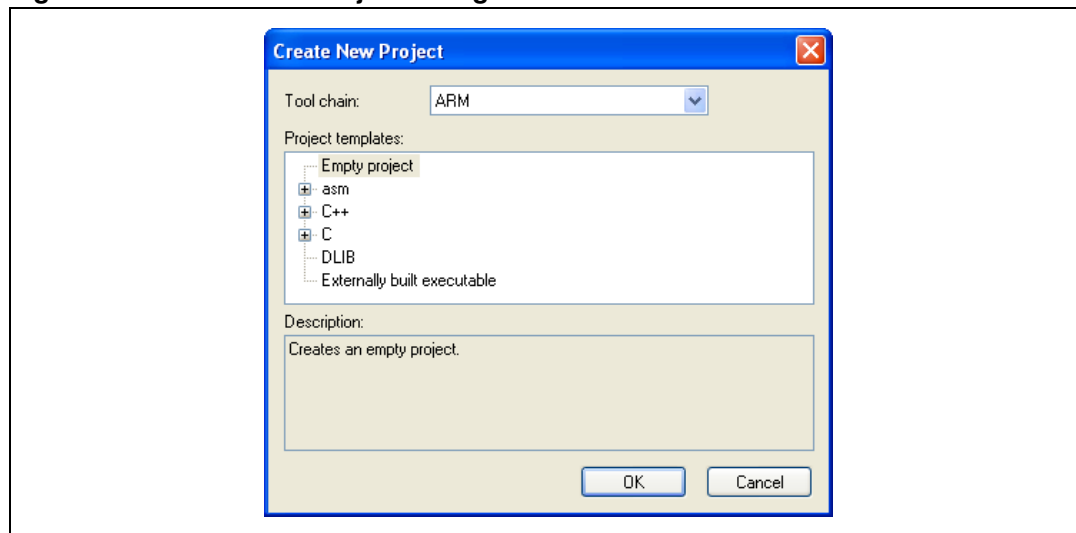 Create New Project
Tool chain: ARM
Project templates:
Empty project
asm
C++
C
DLIB
Externally built executable
Description:
Creates an empty project.
OK Cancel